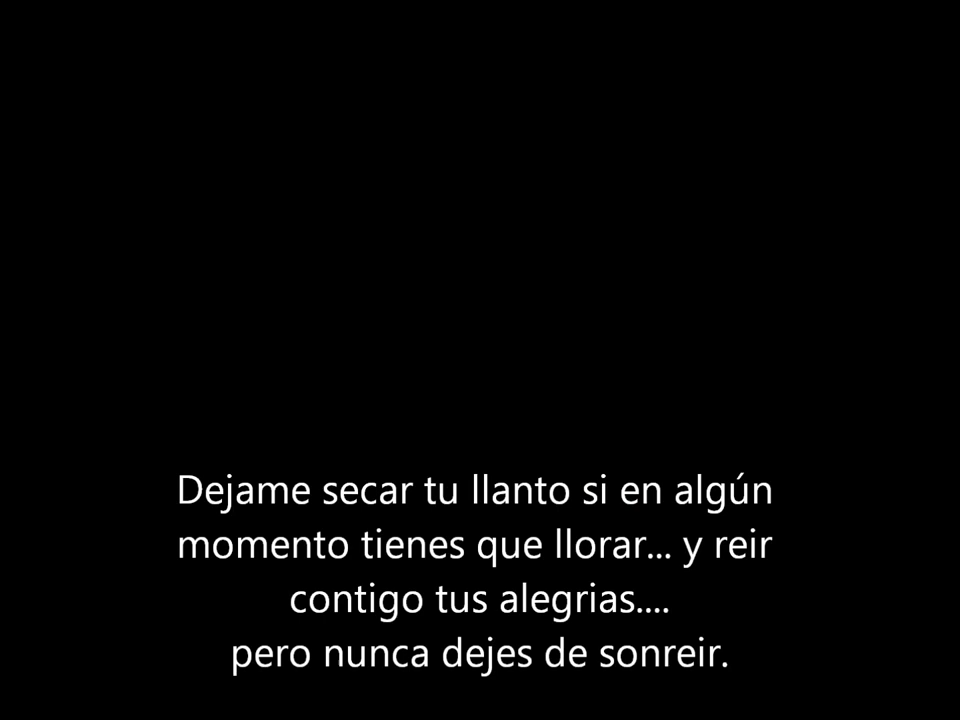 Dejame secar tu llanto si en algún
momento tienes que llorar... y reir
contigo tus alegrias....
pero nunca dejes de sonreir.